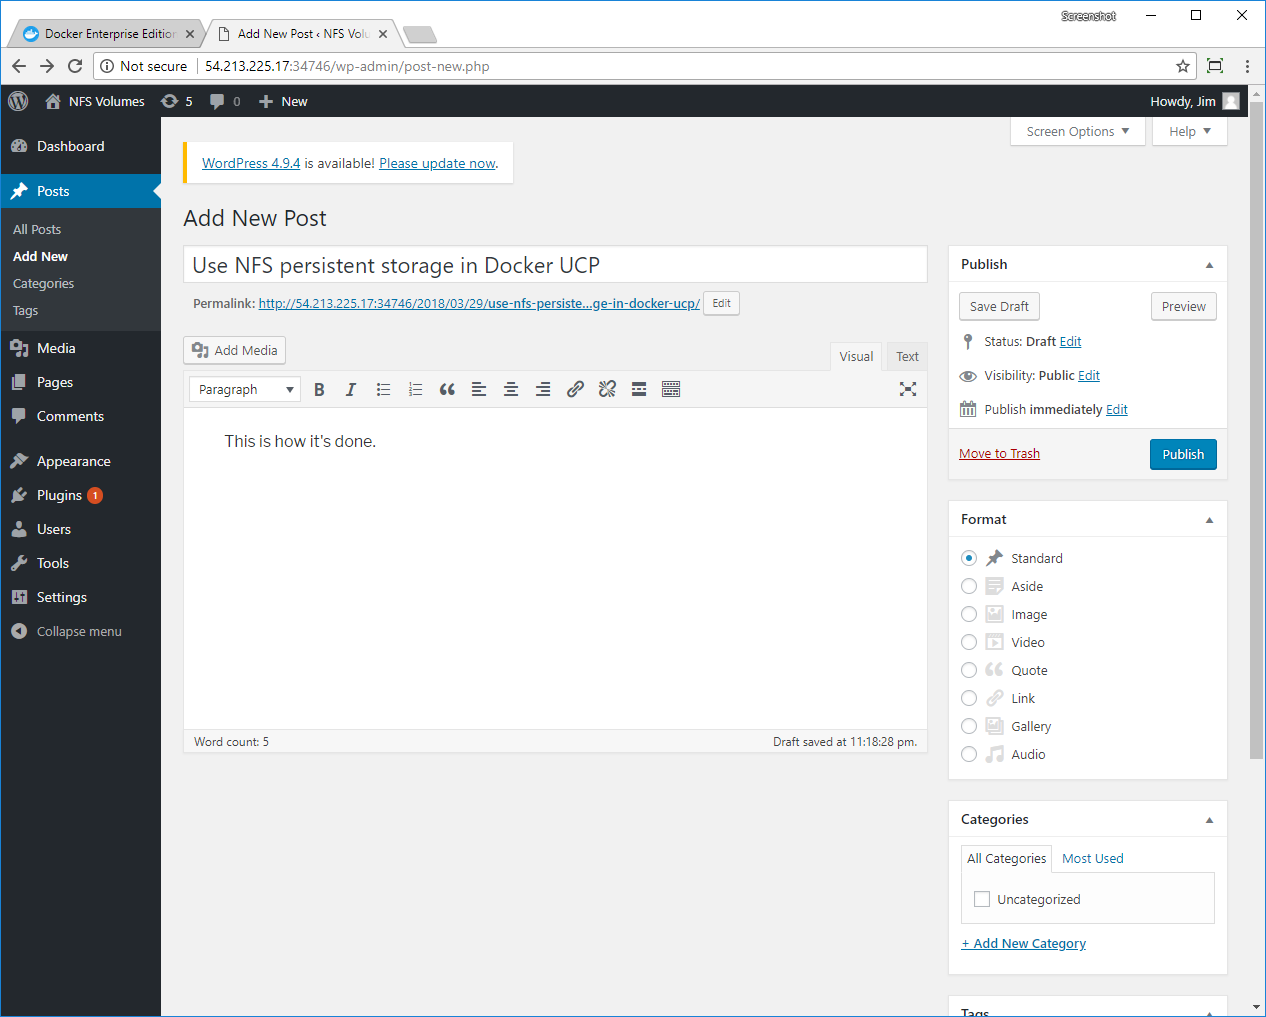 Screenshot
Docker Enterprise Edition
Add New Post ‹ NFS Volu
Not secure 54.213.225.17:34746/wp-admin/post-new.php
NFS Volumes 5 0 New Howdy, Jim
Screen Options Help
Dashboard
Posts
All Posts
Add New
Categories
Tags
Media
Pages
Comments
Appearance
Plugins 1
Users
Tools
Settings
Collapse menu
WordPress 4.9.4 is available! Please update now.
Add New Post
Use NFS persistent storage in Docker UCP
Permalink: http://54.213.225.17:34746/2018/03/29/use-nfs-persiste…ge-in-docker-ucp/ Edit
Add Media
Visual Text
Paragraph B I
This is how it's done.
Word count: 5 Draft saved at 11:18:28 pm.
Publish
Save Draft Preview
Status: Draft Edit
Visibility: Public Edit
Publish immediately Edit
Move to Trash Publish
Format
Standard
Aside
Image
Video
Quote
Link
Gallery
Audio
Categories
All Categories Most Used
Uncategorized
+ Add New Category
Tags